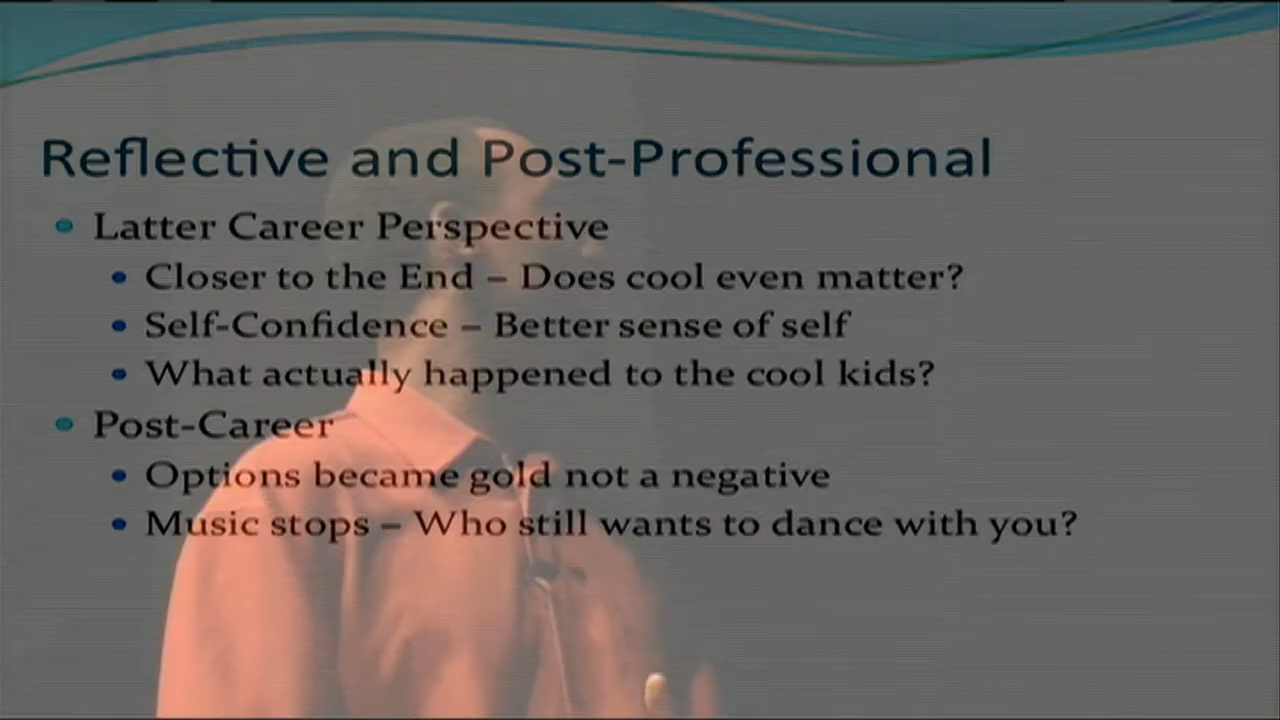 Reflective and Post-Professional
Latter Career Perspective
Closer to the End – Does cool even matter?
Self-Confidence – Better sense of self
What actually happened to the cool kids?
Post-Career
Options became gold not a negative
Music stops – Who still wants to dance with you?